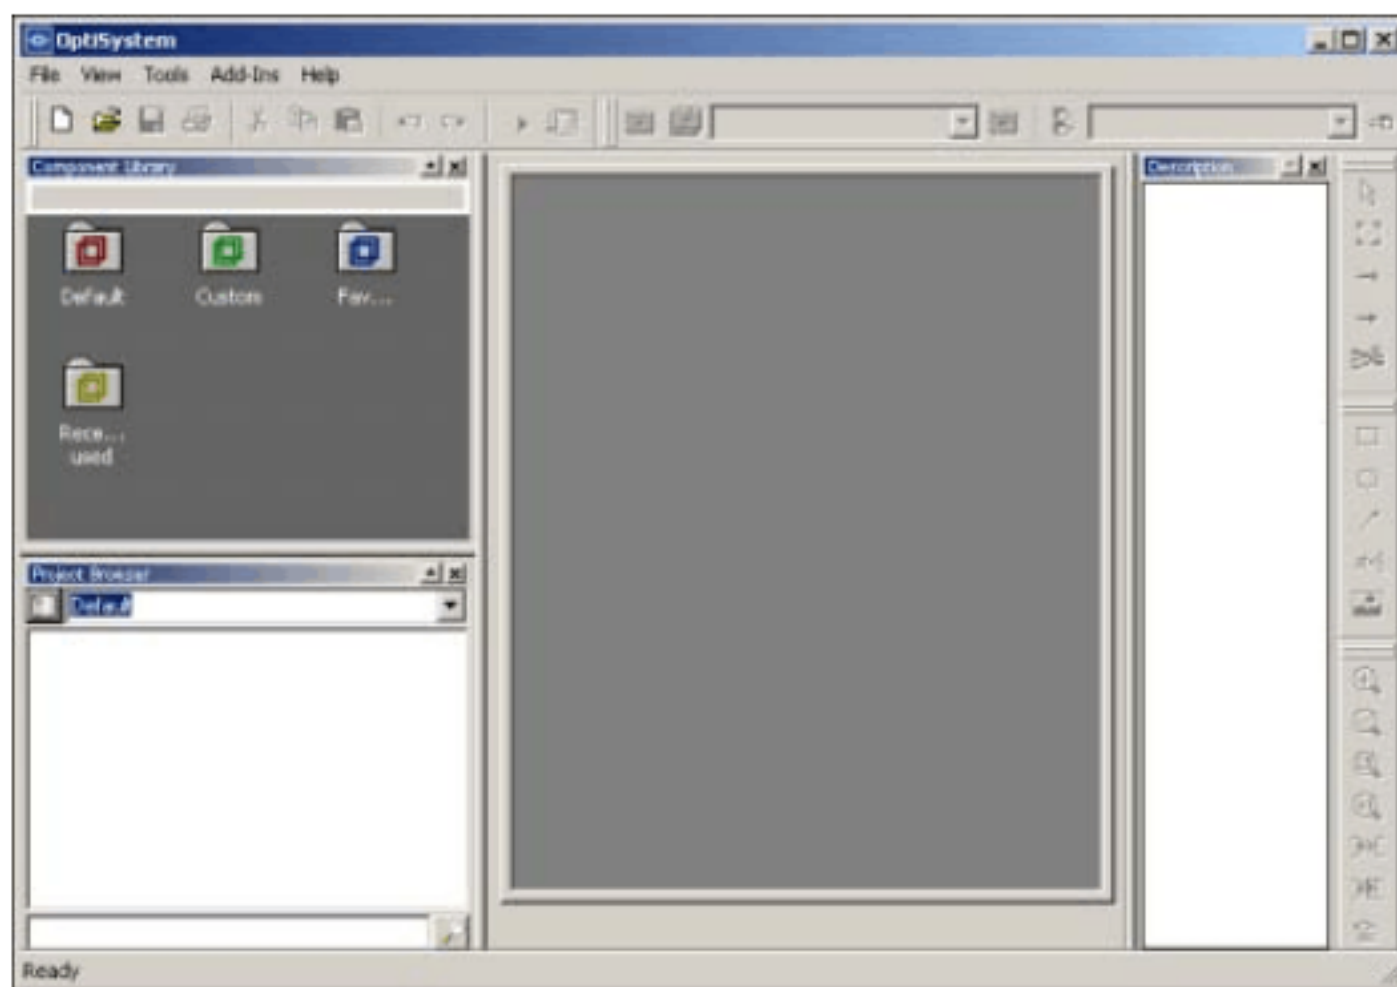 OptiSystem
File View Tools Add-Ins Help
Component Library
Description
Default Custom Fav...
Rece...
used
Project Browser
Default
Ready